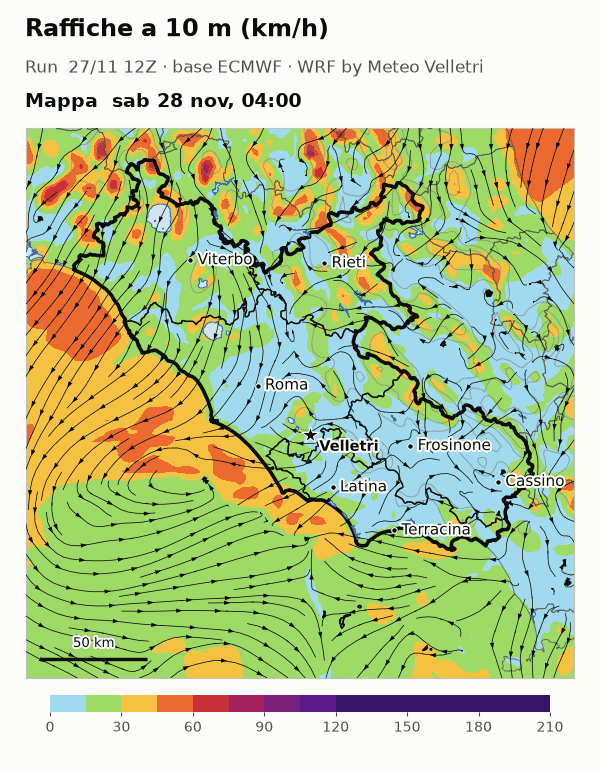 Raffiche a 10 m (km/h)
Run 27/11 12Z · base ECMWF · WRF by Meteo Velletri
Mappa sab 28 nov, 04:00
Viterbo
Rieti
Roma
Velletri
Frosinone
Latina
Cassino
Terracina
50 km
0 30 60 90 120 150 180 210